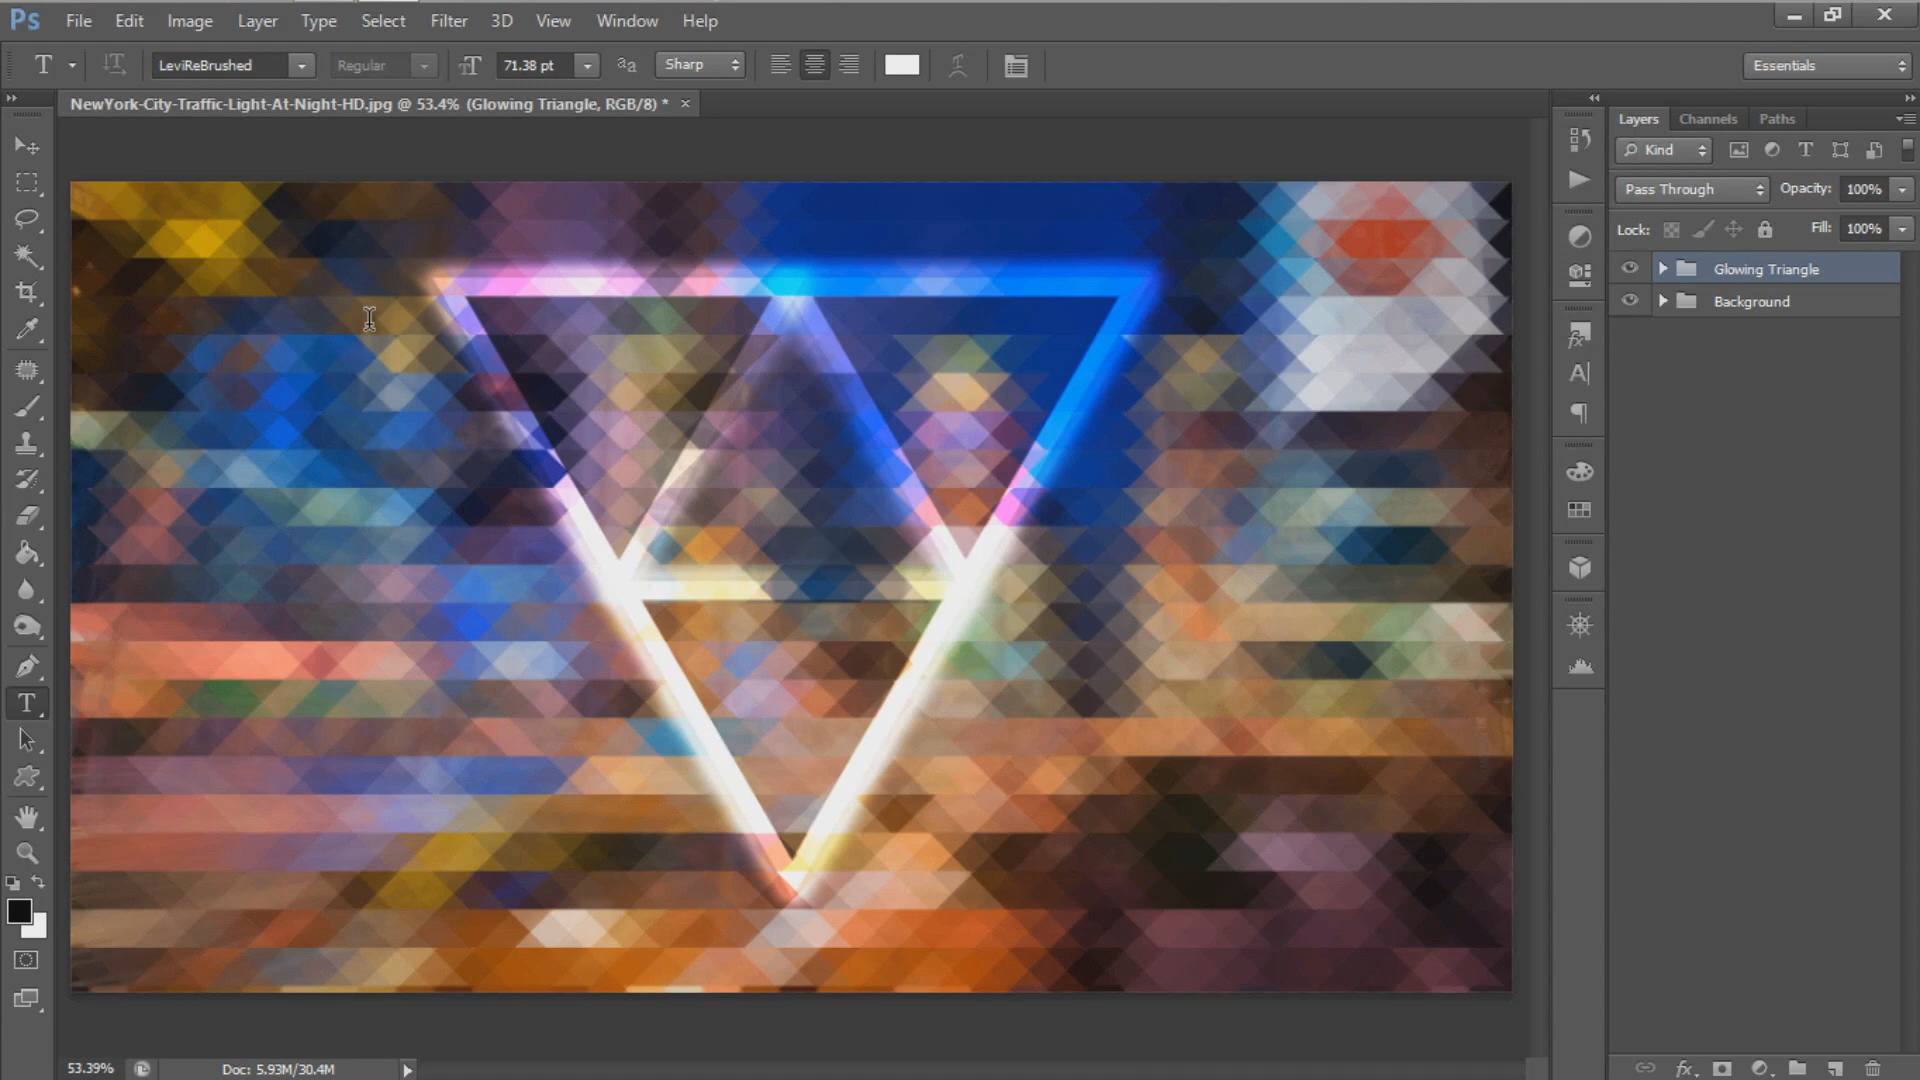 Ps File Edit Image Layer Type Select Filter 3D View Window Help
T LeviReBrushed Regular 71.38 pt aa Sharp Essentials
NewYork-City-Traffic-Light-At-Night-HD.jpg @ 53.4% (Glowing Triangle, RGB/8) * ×
Layers Channels Paths
Kind
Pass Through Opacity: 100%
Lock: Fill: 100%
Glowing Triangle
Background
53.39% Doc: 5.93M/30.4M